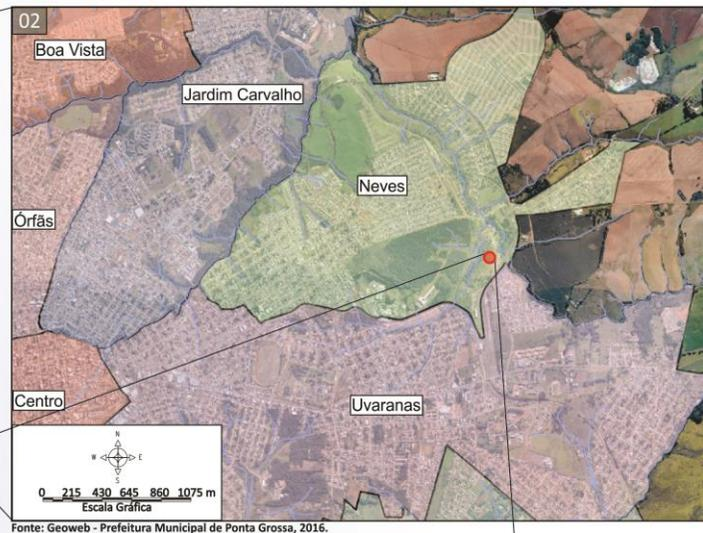 02
Boa Vista
Jardim Carvalho
Neves
Órfãs
Centro
Uvaranas
N
W E
S
0 215 430 645 860 1075 m
Escala Gráfica
Fonte: Geoweb - Prefeitura Municipal de Ponta Grossa, 2016.